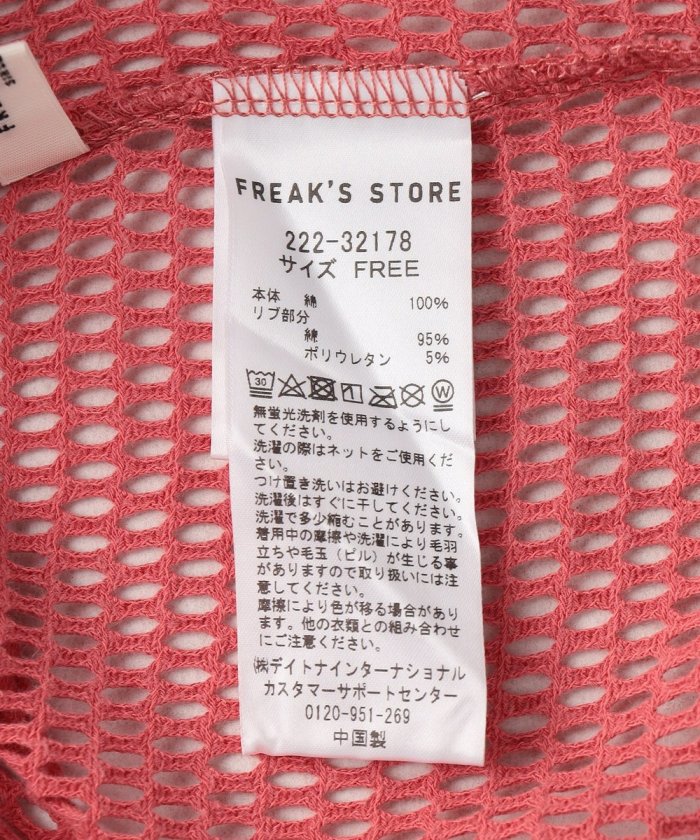 FREAK'S STORE
222-32178
サイズ FREE
本体 綿 100%
リブ部分
綿 95%
ポリウレタン 5%
30
W
無蛍光洗剤を使用するようにし
てください。
洗濯の際はネットをご使用くだ
さい。
つけ置き洗いはお避けください。
洗濯後はすぐに干してください。
洗濯で多少縮むことがあります。
着用中の摩擦や洗濯により毛羽
立ちや毛玉(ピル)が生じる事
がありますので取り扱いには注
意してください。
摩擦により色が移る場合があり
ます。他の衣類との組み合わせ
にご注意ください。
㈱デイトナインターナショナル
カスタマーサポートセンター
0120-951-269
中国製